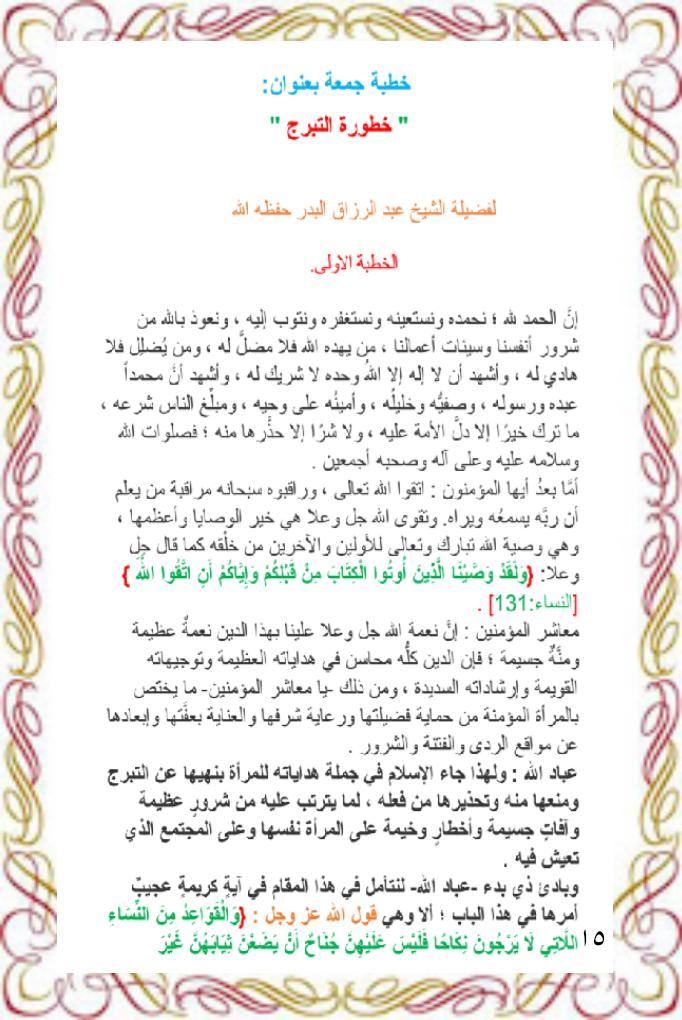 خطبة جمعة بعنوان:
" خطورة التبرج "
لفضيلة الشيخ عبد الرزاق البدر حفظه الله
الخطبة الاولى.
إنَّ الحمد لله ؛ نحمده ونستعينه ونستغفره ونتوب إليه ، ونعوذ بالله من
شرور أنفسنا وسيئات أعمالنا ، من يهده الله فلا مضلَّ له ، ومن يُضلِل فلا
هادي له ، وأشهد أن لا إله إلا اللهُ وحده لا شريك له ، وأشهد أنَّ محمداً
عبده ورسوله ، وصفيُّه وخليلُه ، وأمينُه على وحيه ، ومبلِّغ الناس شرعه ،
ما ترك خيرًا إلا دلَّ الأمة عليه ، ولا شرًا إلا حذَّرها منه ؛ فصلوات الله
وسلامه عليه وعلى آله وصحبه أجمعين .
أمَّا بعدُ أيها المؤمنون : اتقوا الله تعالى ، وراقبوه سبحانه مراقبة من يعلم
أن ربَّه يسمعُه ويراه. وتقوى الله جل وعلا هي خير الوصايا وأعظمها ،
وهي وصية الله تبارك وتعالى للأولين والآخرين من خلْقه كما قال جل
وعلا: {وَلَقَدْ وَصَّيْنَا الَّذِينَ أُوتُوا الْكِتَابَ مِنْ قَبْلِكُمْ وَإِيَّاكُمْ أَنِ اتَّقُوا اللَّهَ }
[النساء:131] .
معاشر المؤمنين : إنَّ نعمة الله جل وعلا علينا بهذا الدين نعمةٌ عظيمة
ومنَّةٌ جسيمة ؛ فإن الدين كلُّه محاسن في هداياته العظيمة وتوجيهاته
القويمة وإرشاداته السديدة ، ومن ذلك -يا معاشر المؤمنين- ما يختص
بالمرأة المؤمنة من حماية فضيلتها ورعاية شرفها والعناية بعفَّتها وإبعادها
عن مواقع الردى والفتنة والشرور .
عباد الله : ولهذا جاء الإسلام في جملة هداياته للمرأة بنهيها عن التبرج
ومنعها منه وتحذيرها من فعله ، لما يترتب عليه من شرورٍ عظيمة
وآفاتٍ جسيمة وأخطارٍ وخيمة على المرأة نفسها وعلى المجتمع الذي
تعيش فيه .
وبادئ ذي بدء -عباد الله- لنتأمل في هذا المقام في آيةٍ كريمةٍ عجيبٌ
أمرها في هذا الباب ؛ ألا وهي قول الله عز وجل : {وَالْقَوَاعِدُ مِنَ النِّسَاءِ
اللَّاتِي لَا يَرْجُونَ نِكَاحًا فَلَيْسَ عَلَيْهِنَّ جُنَاحٌ أَنْ يَضَعْنَ ثِيَابَهُنَّ غَيْرَ
١٥